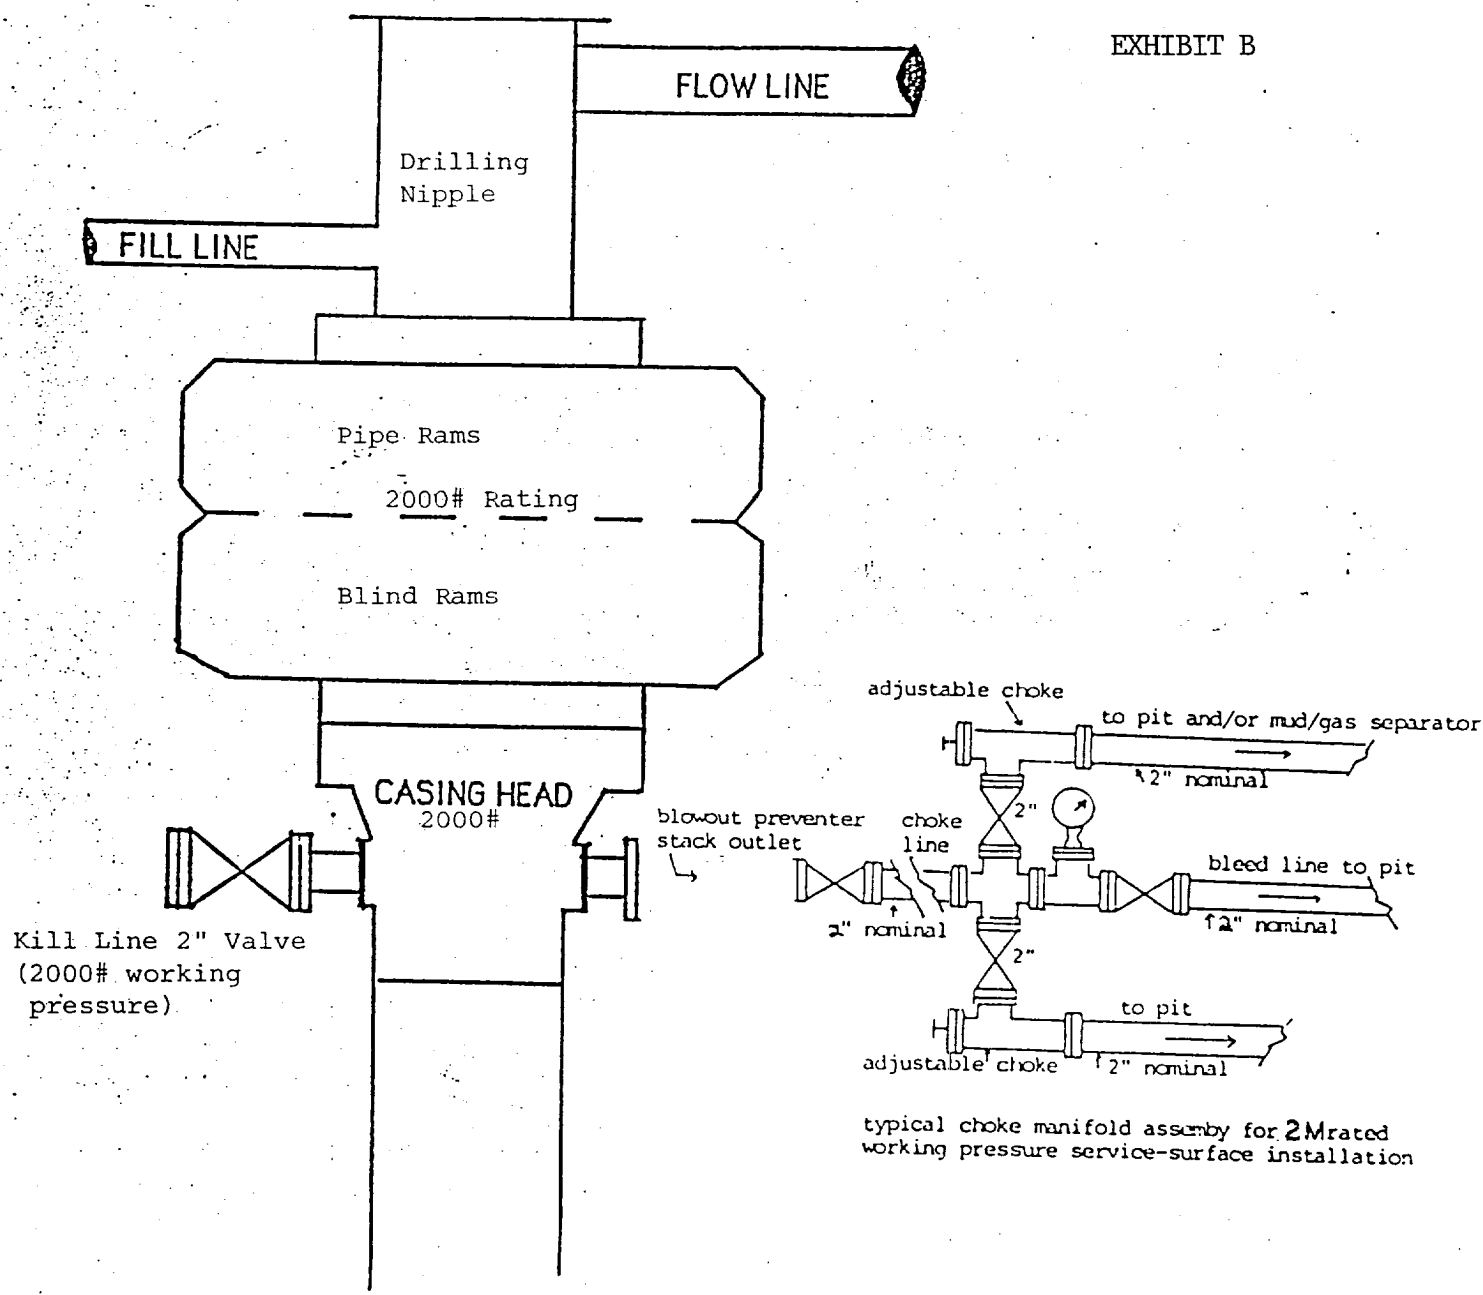 EXHIBIT B
FLOW LINE
Drilling
Nipple
FILL LINE
Pipe Rams
2000# Rating
Blind Rams
CASING HEAD
2000#
Kill Line 2" Valve
(2000# working
pressure)
adjustable choke
to pit and/or mud/gas separator
2" nominal
2"
blowout preventer
stack outlet
choke
line
bleed line to pit
2" nominal
2" nominal
2"
to pit
adjustable choke
2" nominal
typical choke manifold assemby for 2M rated
working pressure service-surface installation